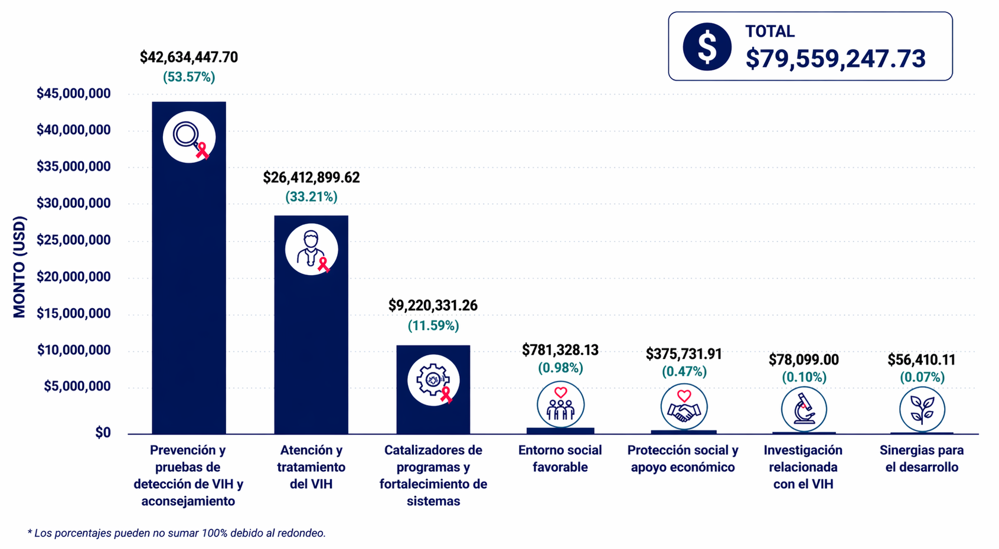 TOTAL
$79,559,247.73
$42,634,447.70
(53.57%)
$45,000,000
$40,000,000
$35,000,000
$26,412,899.62
(33.21%)
$30,000,000
MONTO (USD)
$25,000,000
$20,000,000
$9,220,331.26
$15,000,000
(11.59%)
$10,000,000
$781,328.13
(0.98%)
$375,731.91
(0.47%)
$78,099.00
(0.10%)
$56,410.11
(0.07%)
$5,000,000
$0
Prevención y
pruebas de
detección de VIH y
aconsejamiento
Atención y
tratamiento
del VIH
Catalizadores de
programas y
fortalecimiento de
sistemas
Entorno social
favorable
Protección social y
apoyo económico
Investigación
relacionada
con el VIH
Sinergias para
el desarrollo
* Los porcentajes pueden no sumar 100% debido al redondeo.